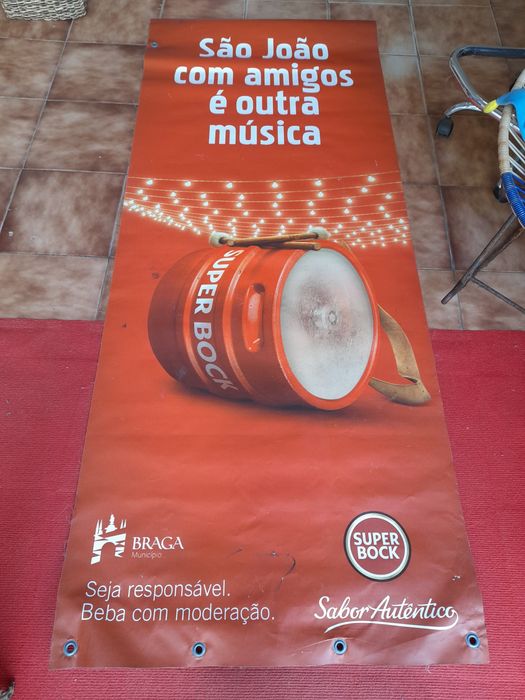 São João
com amigos
é outra
música
SUPER BOCK
BRAGA
Município
SUPER
BOCK
Seja responsável.
Beba com moderação.
Sabor Autêntico